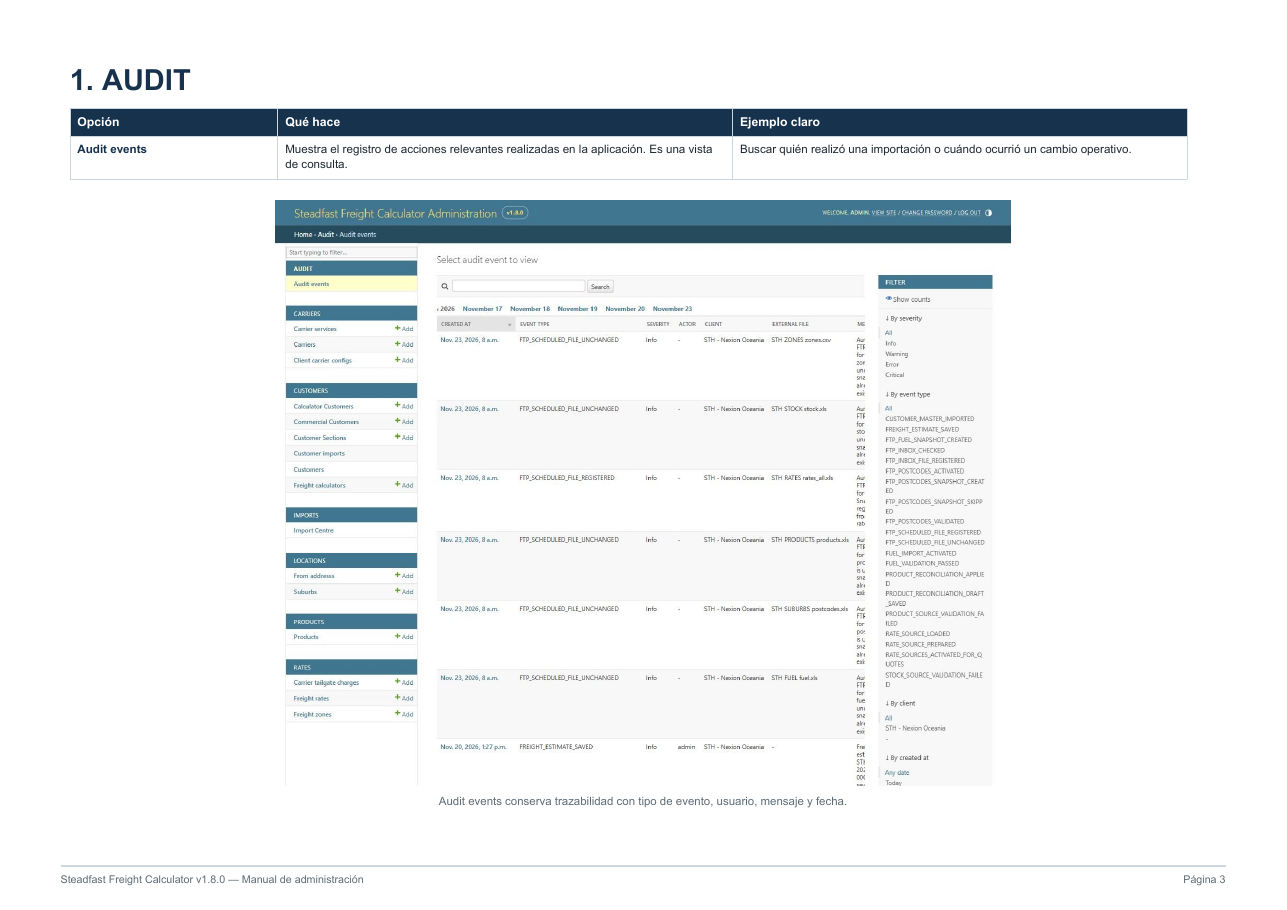 1. AUDIT
Opción Qué hace Ejemplo claro
Audit events Muestra el registro de acciones relevantes realizadas en la aplicación. Es una vista de consulta. Buscar quién realizó una importación o cuándo ocurrió un cambio operativo.
Steadfast Freight Calculator Administration v1.8.0
WELCOME, ADMIN. VIEW SITE / CHANGE PASSWORD / LOG OUT
Home › Audit › Audit events
Start typing to filter...
AUDIT
Audit events
CARRIERS
Carrier services + Add
Carriers + Add
Client carrier configs + Add
CUSTOMERS
Calculator Customers + Add
Commercial Customers + Add
Customer Sections + Add
Customer imports
Customers
Freight calculators + Add
IMPORTS
Import Centre
LOCATIONS
From addresss + Add
Suburbs + Add
PRODUCTS
Products + Add
RATES
Carrier tailgate charges + Add
Freight rates + Add
Freight zones + Add
Select audit event to view
Search
‹ 2026 November 17 November 18 November 19 November 20 November 23
CREATED AT EVENT TYPE SEVERITY ACTOR CLIENT EXTERNAL FILE ME
Nov. 23, 2026, 8 a.m. FTP_SCHEDULED_FILE_UNCHANGED Info - STH - Nexion Oceania STH ZONES zones.csv
Nov. 23, 2026, 8 a.m. FTP_SCHEDULED_FILE_UNCHANGED Info - STH - Nexion Oceania STH STOCK stock.xls
Nov. 23, 2026, 8 a.m. FTP_SCHEDULED_FILE_REGISTERED Info - STH - Nexion Oceania STH RATES rates_all.xls
Nov. 23, 2026, 8 a.m. FTP_SCHEDULED_FILE_UNCHANGED Info - STH - Nexion Oceania STH PRODUCTS products.xls
Nov. 23, 2026, 8 a.m. FTP_SCHEDULED_FILE_UNCHANGED Info - STH - Nexion Oceania STH SUBURBS postcodes.xls
Nov. 23, 2026, 8 a.m. FTP_SCHEDULED_FILE_UNCHANGED Info - STH - Nexion Oceania STH FUEL fuel.xls
Nov. 20, 2026, 1:27 p.m. FREIGHT_ESTIMATE_SAVED Info admin STH - Nexion Oceania -
FILTER
Show counts
↓ By severity
All
Info
Warning
Error
Critical
↓ By event type
All
CUSTOMER_MASTER_IMPORTED
FREIGHT_ESTIMATE_SAVED
FTP_FUEL_SNAPSHOT_CREATED
FTP_INBOX_CHECKED
FTP_INBOX_FILE_REGISTERED
FTP_POSTCODES_ACTIVATED
FTP_POSTCODES_SNAPSHOT_CREAT
ED
FTP_POSTCODES_SNAPSHOT_SKIPP
ED
FTP_POSTCODES_VALIDATED
FTP_SCHEDULED_FILE_REGISTERED
FTP_SCHEDULED_FILE_UNCHANGED
FUEL_IMPORT_ACTIVATED
FUEL_VALIDATION_PASSED
PRODUCT_RECONCILIATION_APPLIE
D
PRODUCT_RECONCILIATION_DRAFT
_SAVED
PRODUCT_SOURCE_VALIDATION_FA
ILED
RATE_SOURCE_LOADED
RATE_SOURCE_PREPARED
RATE_SOURCES_ACTIVATED_FOR_Q
UOTES
STOCK_SOURCE_VALIDATION_FAILE
D
↓ By client
All
STH - Nexion Oceania
-
↓ By created at
Any date
Today
Audit events conserva trazabilidad con tipo de evento, usuario, mensaje y fecha.
Steadfast Freight Calculator v1.8.0 — Manual de administración Página 3